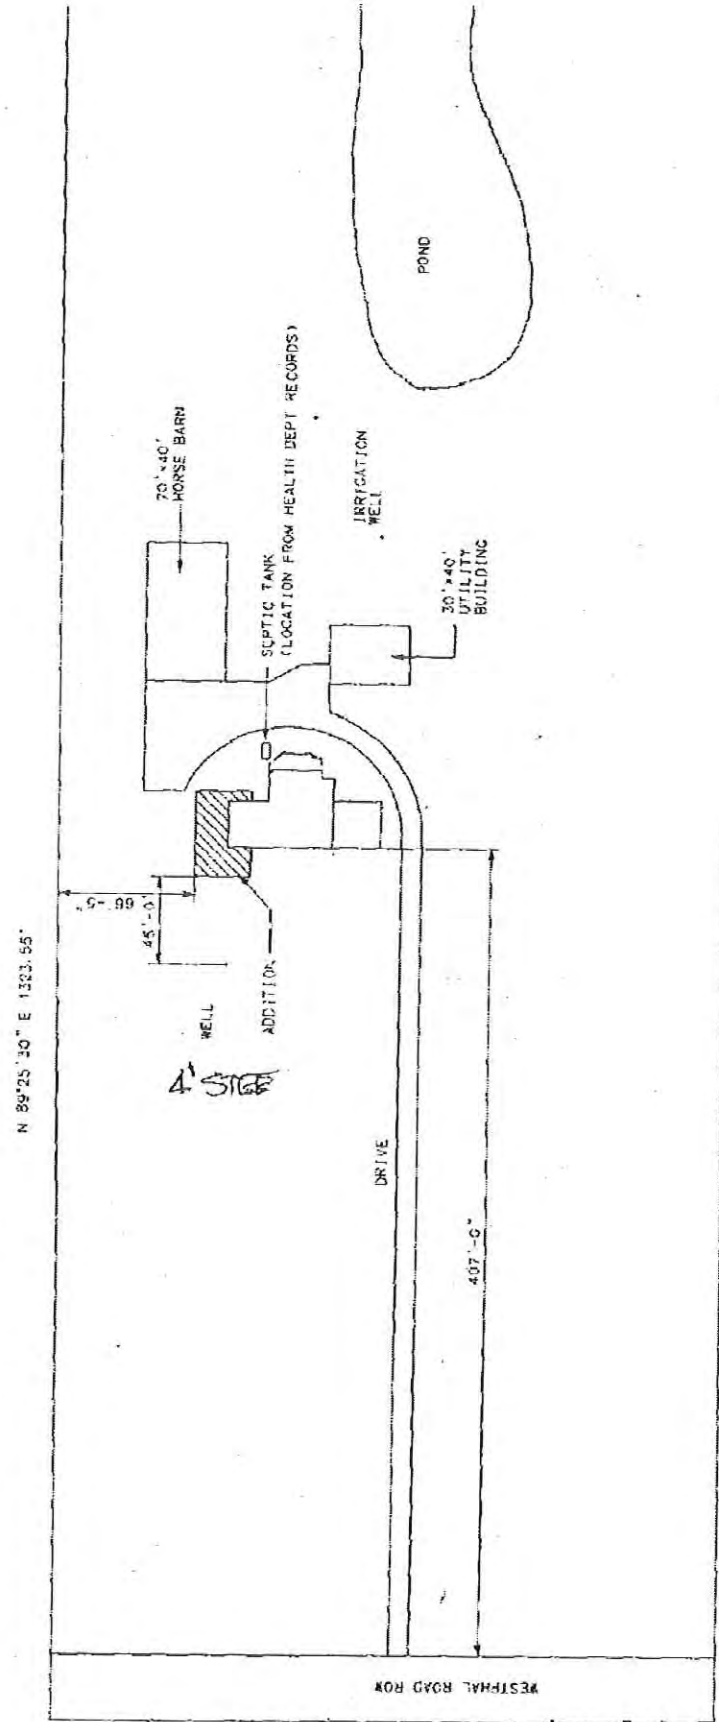 N 89°25'30" E 1323.55'
POND
70'x40'
HORSE BARN
SEPTIC TANK
(LOCATION FROM HEALTH DEPT RECORDS)
IRRIGATION
WELL
30'x40'
UTILITY
BUILDING
66'-5"
45'-0"
WELL
ADDITION
4" STEE
DRIVE
407'-0"
WESTPHAL ROAD ROW